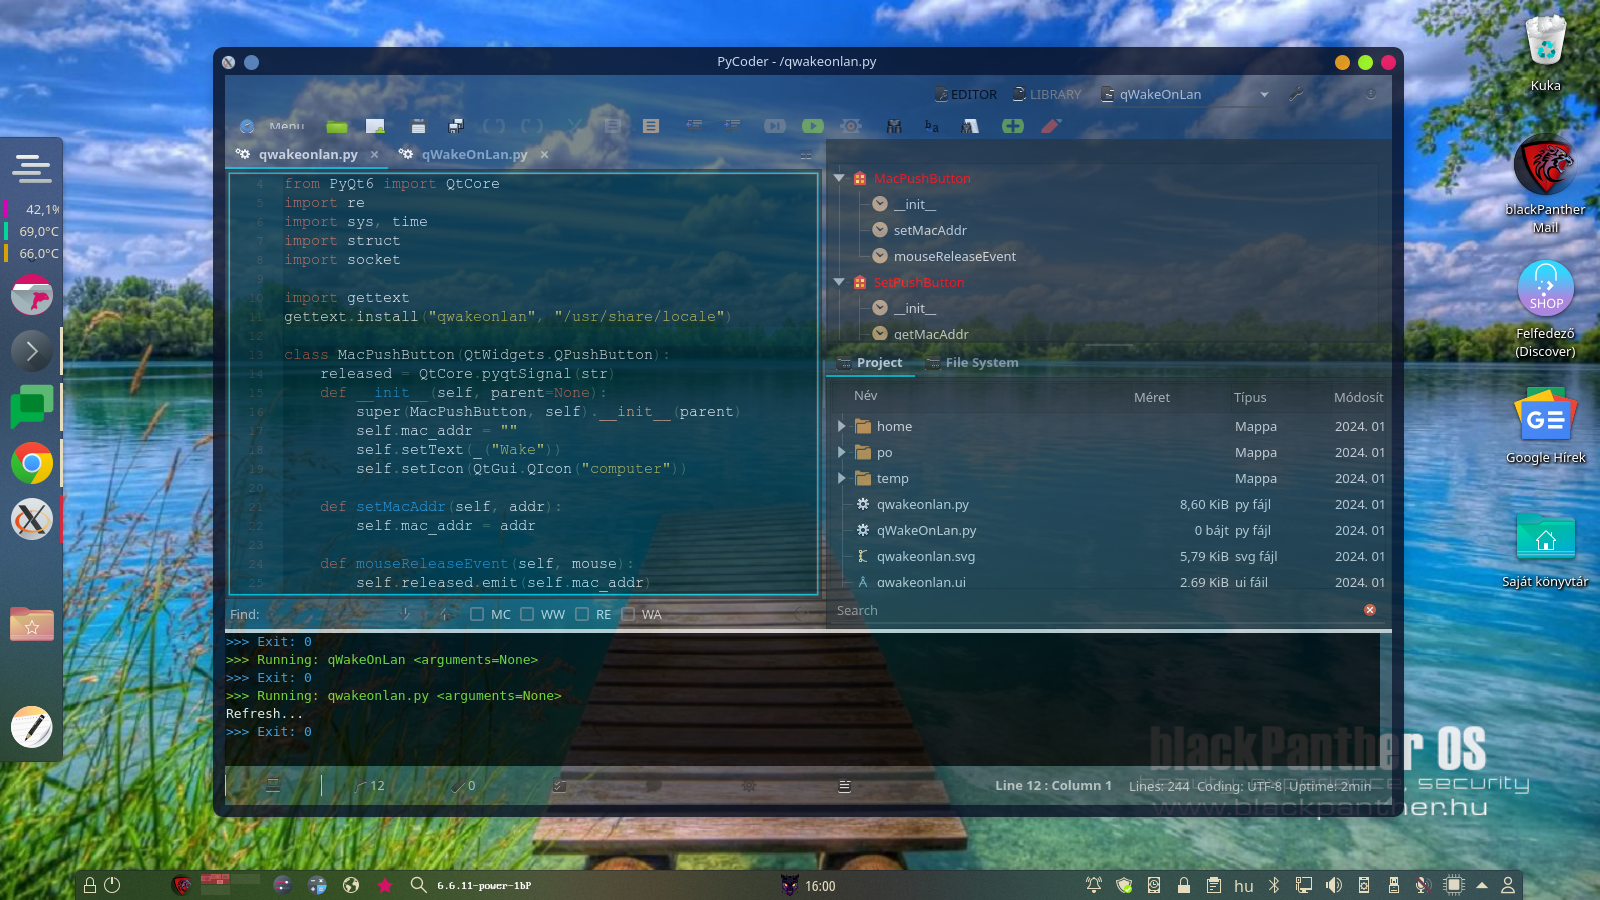 PyCoder - /qwakeonlan.py
EDITOR
LIBRARY
qWakeOnLan
Menu
qwakeonlan.py
qWakeOnLan.py
4 from PyQt6 import QtCore
5 import re
6 import sys, time
7 import struct
8 import socket
9
10 import gettext
11 gettext.install("qwakeonlan", "/usr/share/locale")
12
13 class MacPushButton(QtWidgets.QPushButton):
14 released = QtCore.pyqtSignal(str)
15 def __init__(self, parent=None):
16 super(MacPushButton, self).__init__(parent)
17 self.mac_addr = ""
18 self.setText(_("Wake"))
19 self.setIcon(QtGui.QIcon("computer"))
20
21 def setMacAddr(self, addr):
22 self.mac_addr = addr
23
24 def mouseReleaseEvent(self, mouse):
25 self.released.emit(self.mac_addr)
Find:
MC
WW
RE
WA
MacPushButton
__init__
setMacAddr
mouseReleaseEvent
SetPushButton
__init__
getMacAddr
Project
File System
Név Méret Típus Módosít
home Mappa 2024. 01
po Mappa 2024. 01
temp Mappa 2024. 01
qwakeonlan.py 8,60 KiB py fájl 2024. 01
qWakeOnLan.py 0 bájt py fájl 2024. 01
qwakeonlan.svg 5,79 KiB svg fájl 2024. 01
qwakeonlan.ui 2,69 KiB ui fájl 2024. 01
Search
>>> Exit: 0
>>> Running: qWakeOnLan <arguments=None>
>>> Exit: 0
>>> Running: qwakeonlan.py <arguments=None>
Refresh...
>>> Exit: 0
12
0
Line 12 : Column 1
Lines: 244
Coding: UTF-8
Uptime: 2min
42,1%
69,0°C
66,0°C
Kuka
blackPanther
Mail
SHOP
Felfedező
(Discover)
GE
Google Hírek
Saját könyvtár
blackPanther OS
security
www.blackpanther.hu
6.6.11-power-1bP
16:00
hu